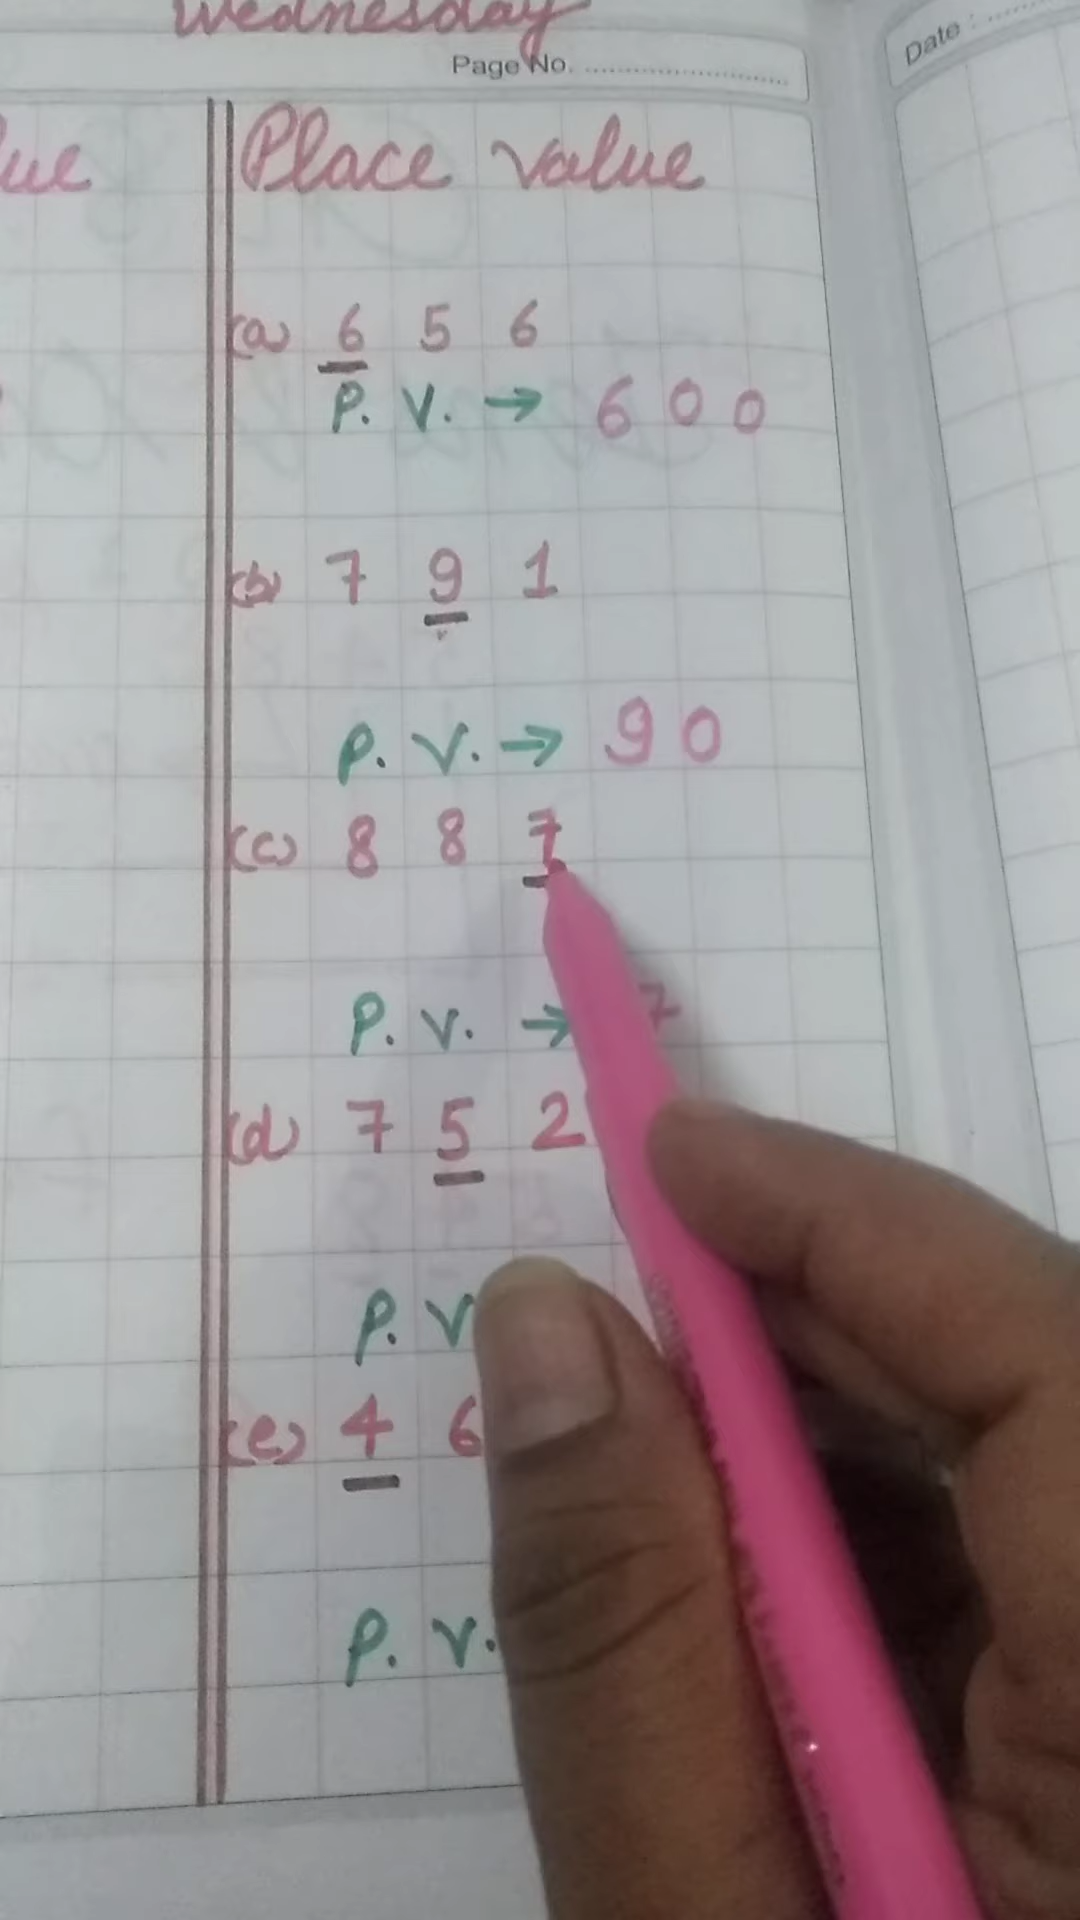 Wednesday
Page No.
Date :
Place value
(a) 6 5 6
P. V. → 6 0 0
(b) 7 9 1
P. V. → 9 0
(c) 8 8 7
P. V. → 7
(d) 7 5 2
P. V
(e) 4 6
P. V.